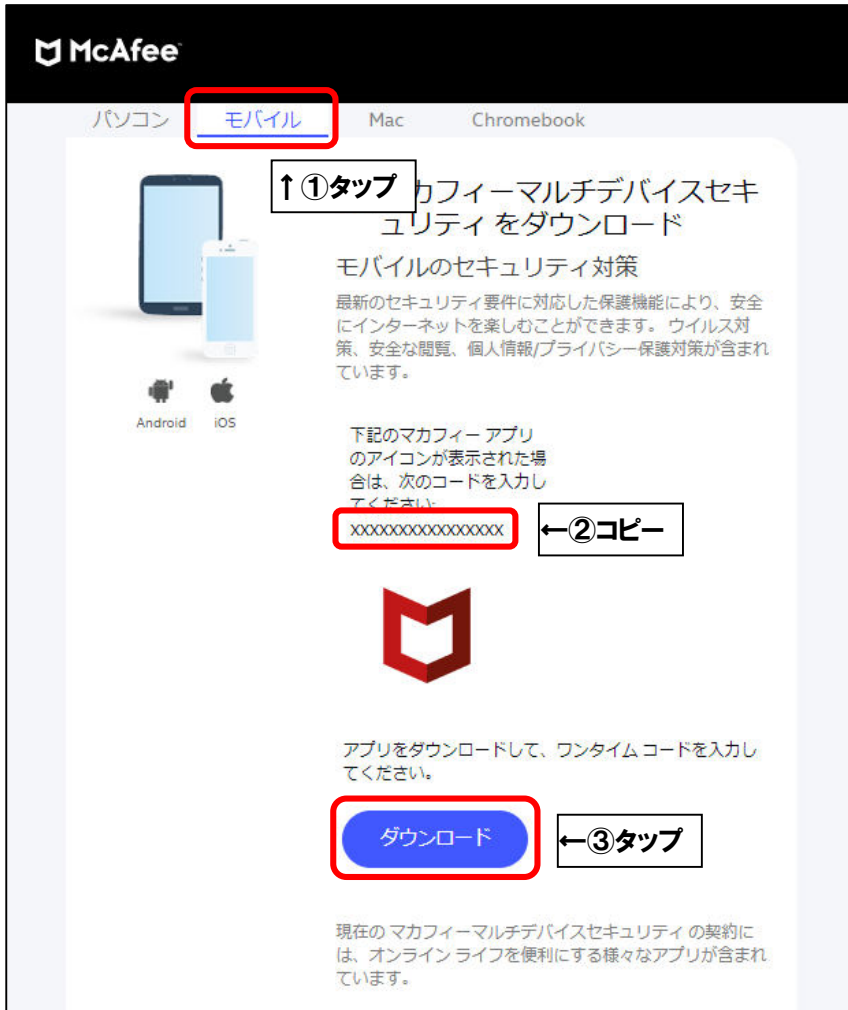 McAfee
パソコン モバイル Mac Chromebook
↑①タップ
カフィーマルチデバイスセキ
ュリティ をダウンロード
モバイルのセキュリティ対策
最新のセキュリティ要件に対応した保護機能により、安全
にインターネットを楽しむことができます。 ウイルス対
策、安全な閲覧、個人情報/プライバシー保護対策が含まれ
ています。
Android iOS
下記のマカフィー アプリ
のアイコンが表示された場
合は、次のコードを入力し
てください:
XXXXXXXXXXXXXXXX
←②コピー
アプリをダウンロードして、ワンタイム コードを入力し
てください。
ダウンロード
←③タップ
現在の マカフィーマルチデバイスセキュリティ の契約に
は、オンライン ライフを便利にする様々なアプリが含まれ
ています。